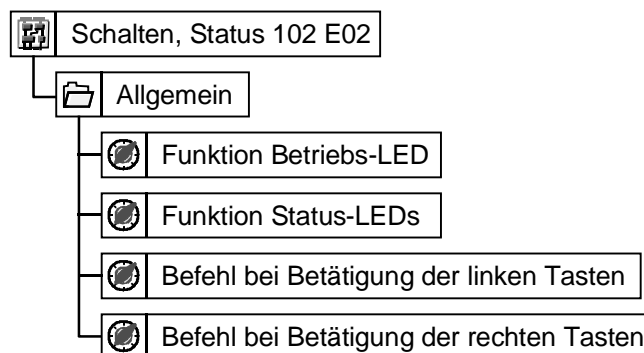 Schalten, Status 102 E02
Allgemein
Funktion Betriebs-LED
Funktion Status-LEDs
Befehl bei Betätigung der linken Tasten
Befehl bei Betätigung der rechten Tasten